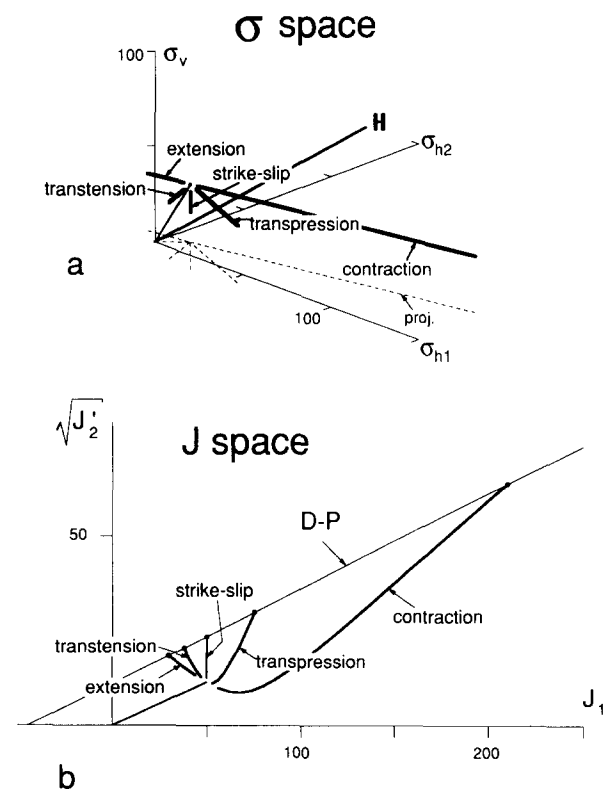 σ space
100 σv
H
σh2
extension
strike-slip
transtension
transpression
a
contraction
100
proj.
σh1
√J2'
J space
D-P
50
strike-slip
contraction
transtension
transpression
extension
J1
100 200
b